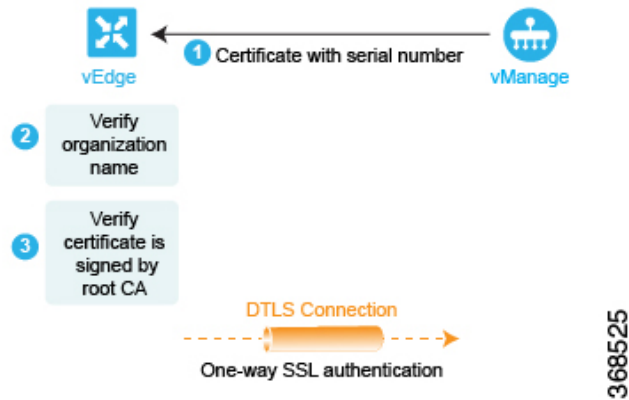 1 Certificate with serial number
vEdge
vManage
2
Verify
organization
name
3
Verify
certificate is
signed by
root CA
DTLS Connection
One-way SSL authentication
368525